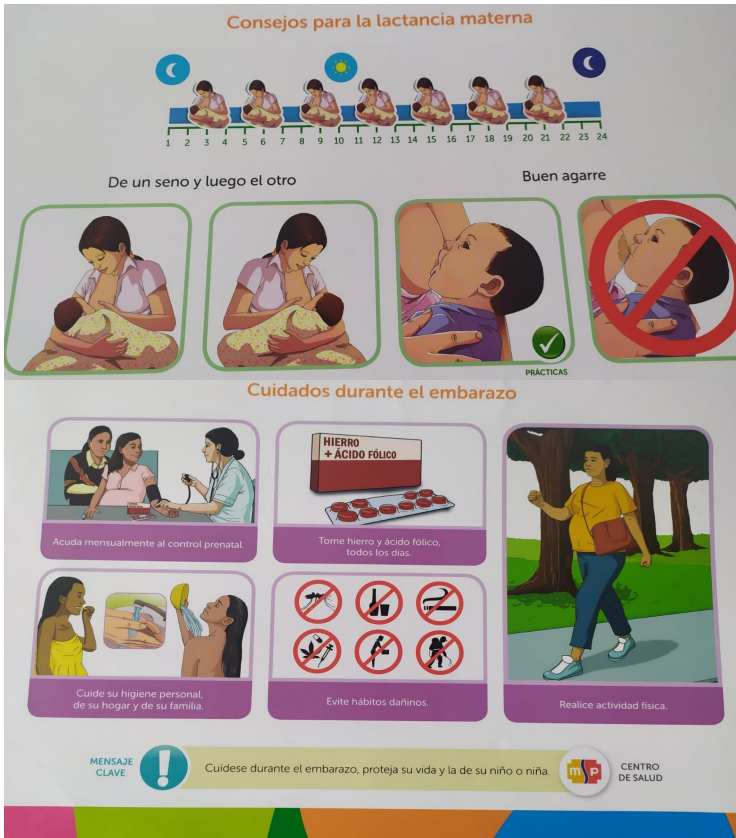 Consejos para la lactancia materna
1 2 3 4 5 6 7 8 9 10 11 12 13 14 15 16 17 18 19 20 21 22 23 24
De un seno y luego el otro
Buen agarre
PRÁCTICAS
Cuidados durante el embarazo
Acuda mensualmente al control prenatal.
HIERRO
+ ÁCIDO FÓLICO
Tome hierro y ácido fólico,
todos los días.
Cuide su higiene personal,
de su hogar y de su familia.
Evite hábitos dañinos.
Realice actividad física.
MENSAJE
CLAVE
!
Cuídese durante el embarazo, proteja su vida y la de su niño o niña.
m s p
CENTRO
DE SALUD